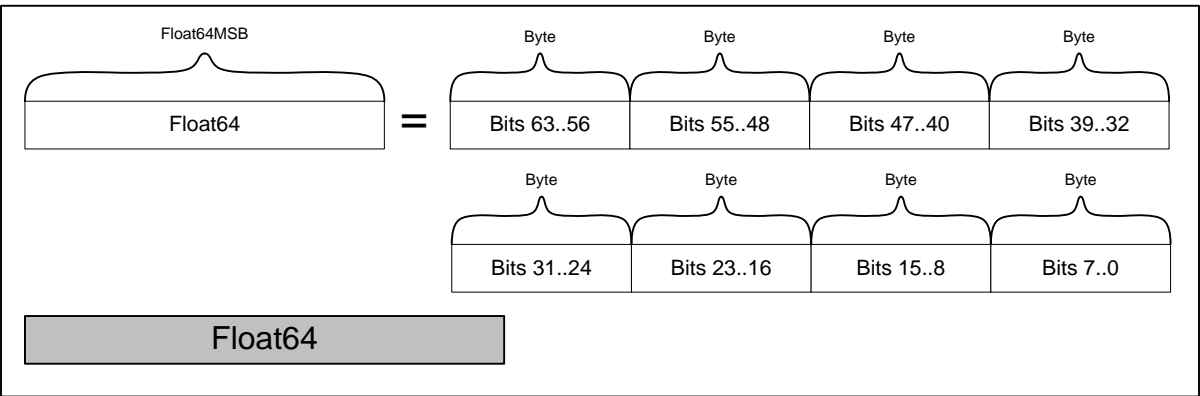 Float64MSB Byte Byte Byte Byte
Float64 = Bits 63..56 Bits 55..48 Bits 47..40 Bits 39..32
Byte Byte Byte Byte
Bits 31..24 Bits 23..16 Bits 15..8 Bits 7..0
Float64